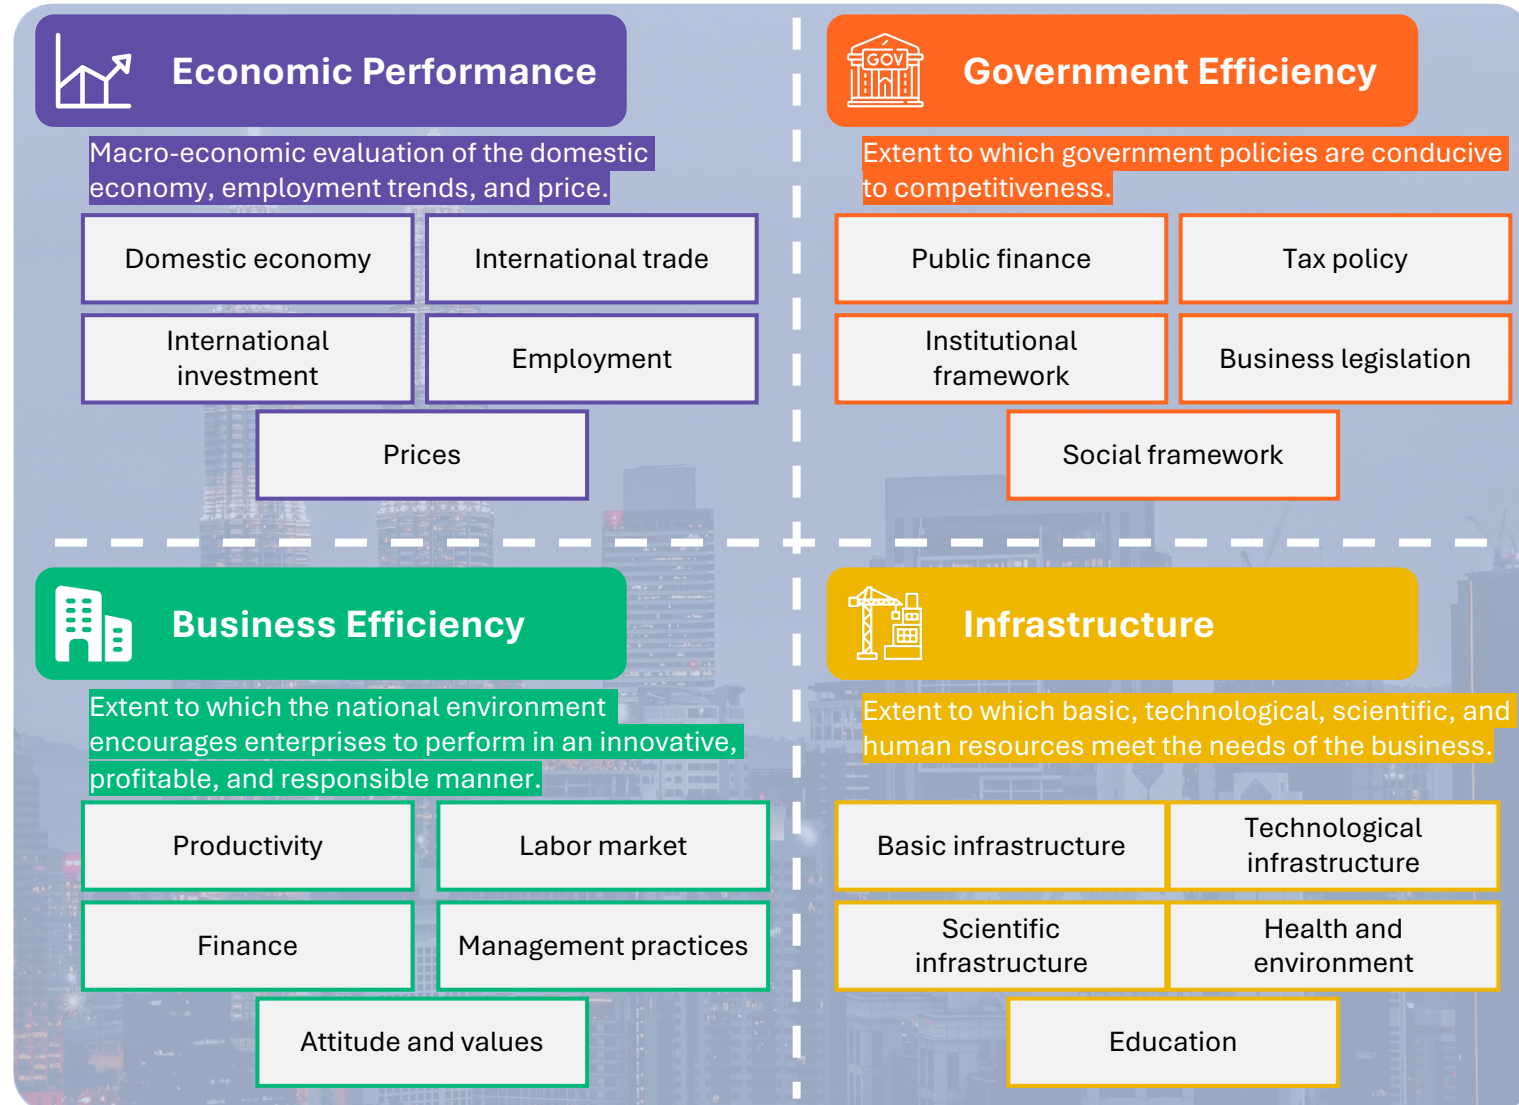 Economic Performance
Macro-economic evaluation of the domestic
economy, employment trends, and price.
Domestic economy
International trade
International
investment
Employment
Prices
GOV
Government Efficiency
Extent to which government policies are conducive
to competitiveness.
Public finance
Tax policy
Institutional
framework
Business legislation
Social framework
Business Efficiency
Extent to which the national environment
encourages enterprises to perform in an innovative,
profitable, and responsible manner.
Productivity
Labor market
Finance
Management practices
Attitude and values
Infrastructure
Extent to which basic, technological, scientific, and
human resources meet the needs of the business.
Basic infrastructure
Technological
infrastructure
Scientific
infrastructure
Health and
environment
Education